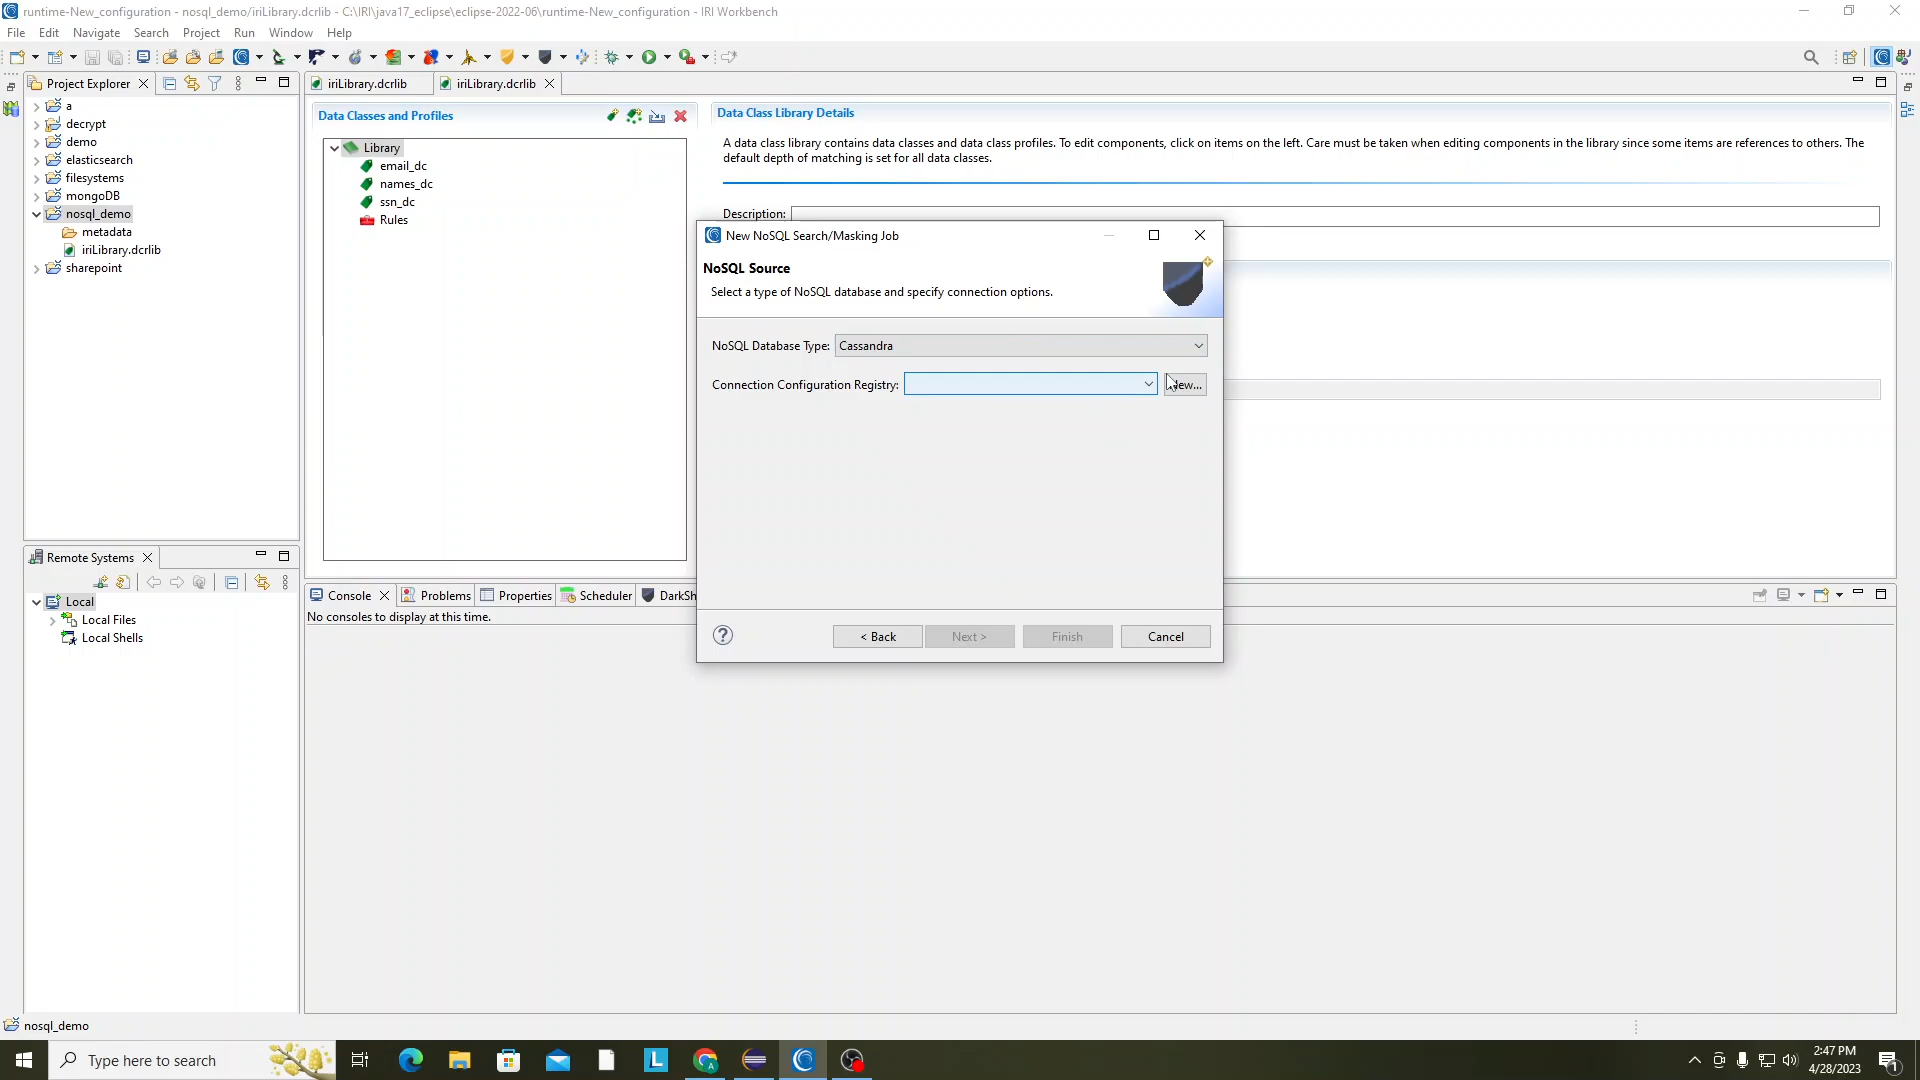 runtime-New_configuration - nosql_demo/iriLibrary.dcrlib - C:\IRI\java17_eclipse\eclipse-2022-06\runtime-New_configuration - IRI Workbench
File Edit Navigate Search Project Run Window Help
Project Explorer
iriLibrary.dcrlib
iriLibrary.dcrlib
a
decrypt
demo
elasticsearch
filesystems
mongoDB
nosql_demo
metadata
iriLibrary.dcrlib
sharepoint
Data Classes and Profiles
Library
email_dc
names_dc
ssn_dc
Rules
Data Class Library Details
A data class library contains data classes and data class profiles. To edit components, click on items on the left. Care must be taken when editing components in the library since some items are references to others. The
default depth of matching is set for all data classes.
Description:
New NoSQL Search/Masking Job
NoSQL Source
Select a type of NoSQL database and specify connection options.
NoSQL Database Type: Cassandra
Connection Configuration Registry:
< Back Next > Finish Cancel
Remote Systems
Local
Local Files
Local Shells
Console Problems Properties Scheduler
No consoles to display at this time.
nosql_demo
Type here to search
2:47 PM
4/28/2023